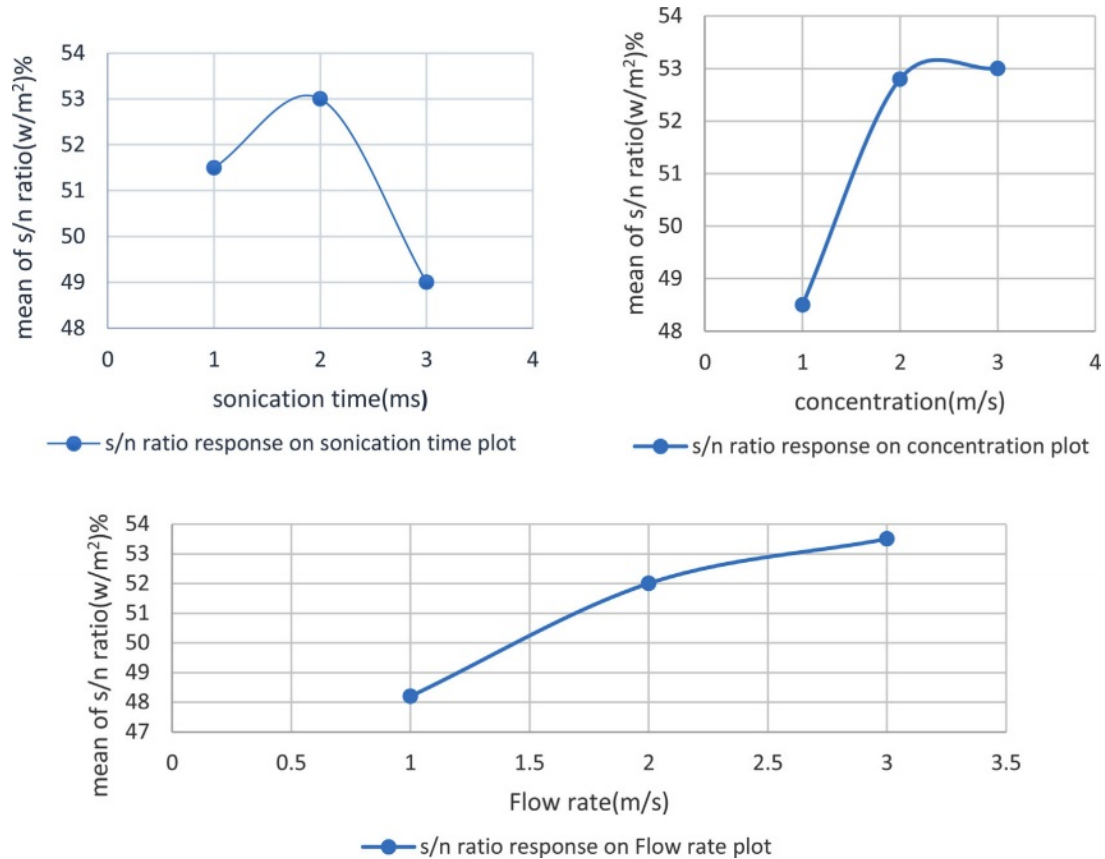 mean of s/n ratio(w/m²)%
54
53
52
51
50
49
48
0 1 2 3 4
sonication time(ms)
s/n ratio response on sonication time plot
mean of s/n ratio(w/m²)%
54
53
52
51
50
49
48
0 1 2 3 4
concentration(m/s)
s/n ratio response on concentration plot
mean of s/n ratio(w/m²)%
54
53
52
51
50
49
48
47
0 0.5 1 1.5 2 2.5 3 3.5
Flow rate(m/s)
s/n ratio response on Flow rate plot